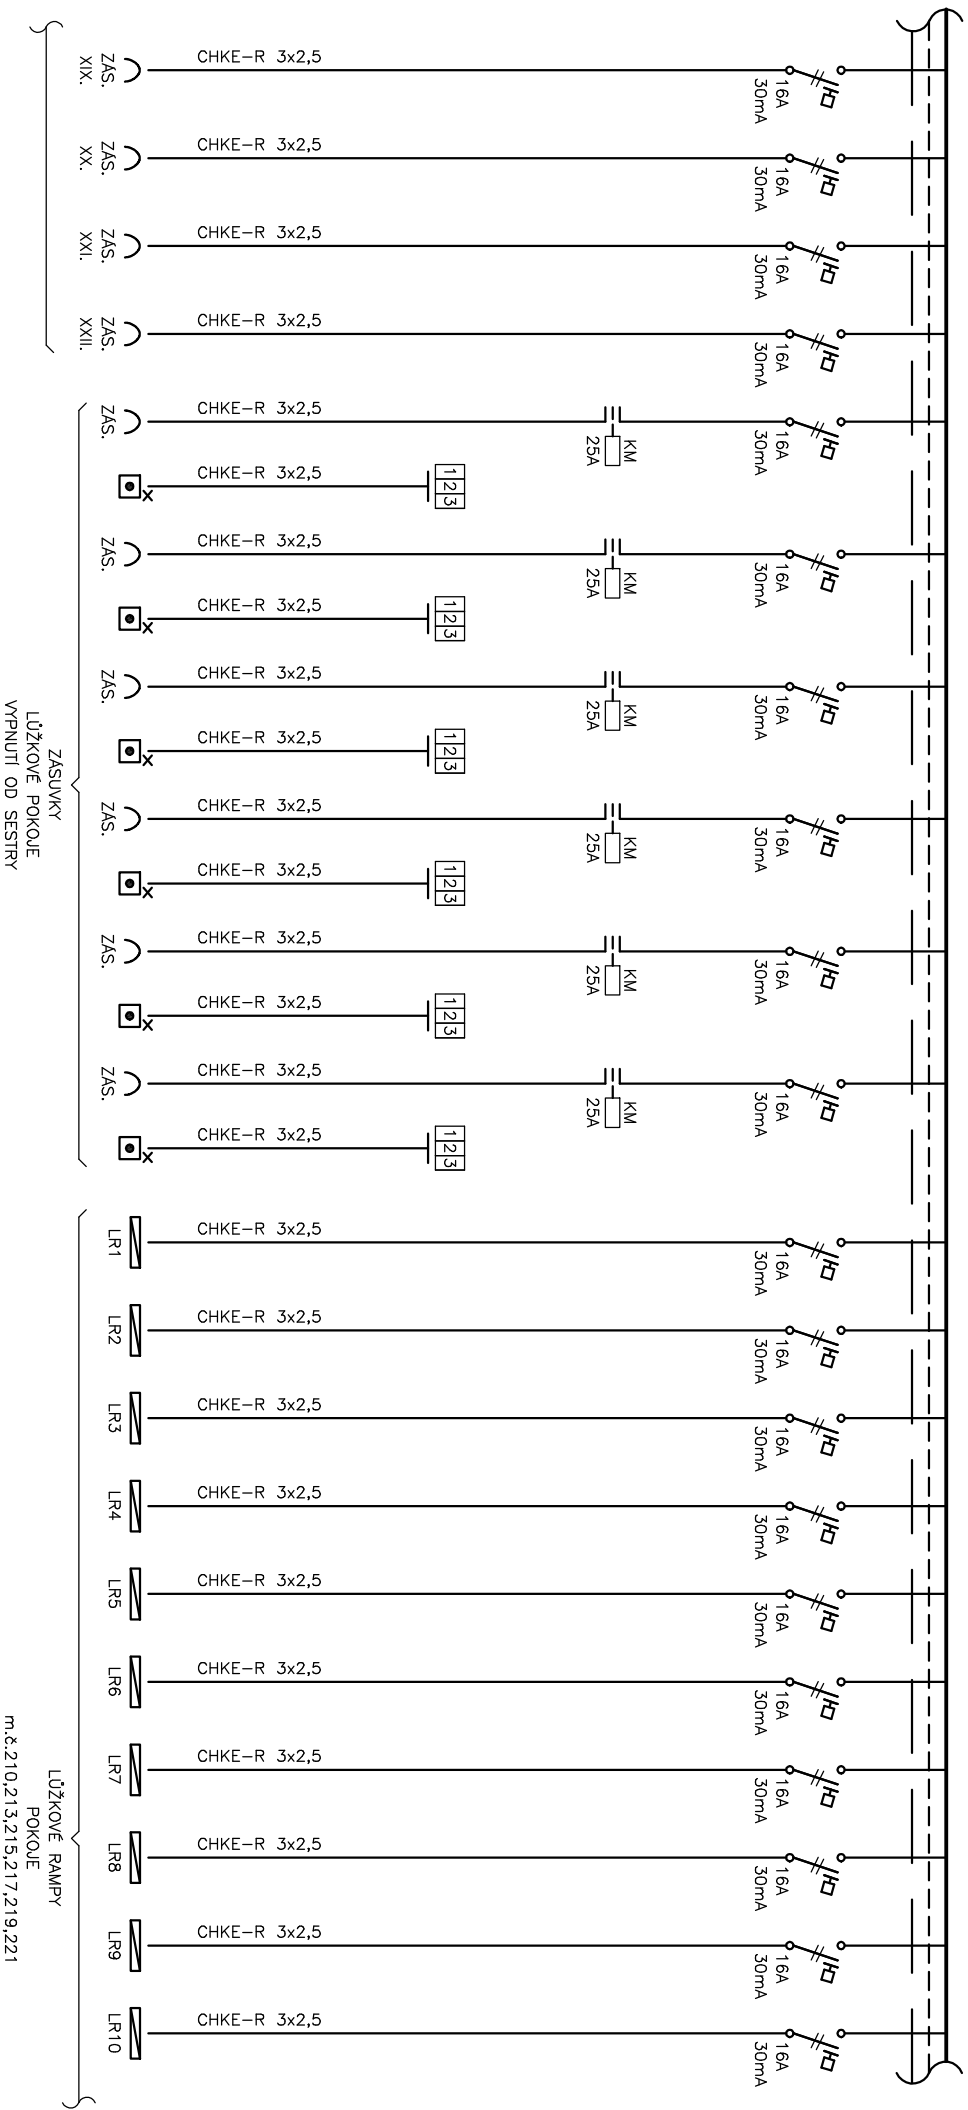 CHKE-R 3x2,5
16A
30mA
ZÁS.
XIX.
CHKE-R 3x2,5
16A
30mA
ZÁS.
XX.
CHKE-R 3x2,5
16A
30mA
ZÁS.
XXI.
CHKE-R 3x2,5
16A
30mA
ZÁS.
XXII.
CHKE-R 3x2,5
16A
30mA
KM
25A
ZÁS.
CHKE-R 3x2,5
1 2 3
CHKE-R 3x2,5
16A
30mA
KM
25A
ZÁS.
CHKE-R 3x2,5
1 2 3
CHKE-R 3x2,5
16A
30mA
KM
25A
ZÁS.
CHKE-R 3x2,5
1 2 3
CHKE-R 3x2,5
16A
30mA
KM
25A
ZÁS.
CHKE-R 3x2,5
1 2 3
CHKE-R 3x2,5
16A
30mA
KM
25A
ZÁS.
CHKE-R 3x2,5
1 2 3
CHKE-R 3x2,5
16A
30mA
KM
25A
ZÁS.
CHKE-R 3x2,5
1 2 3
ZÁSUVKY
LŮŽKOVÉ POKOJE
VYPNUTÍ OD SESTRY
CHKE-R 3x2,5
16A
30mA
LR1
CHKE-R 3x2,5
16A
30mA
LR2
CHKE-R 3x2,5
16A
30mA
LR3
CHKE-R 3x2,5
16A
30mA
LR4
CHKE-R 3x2,5
16A
30mA
LR5
CHKE-R 3x2,5
16A
30mA
LR6
CHKE-R 3x2,5
16A
30mA
LR7
CHKE-R 3x2,5
16A
30mA
LR8
CHKE-R 3x2,5
16A
30mA
LR9
CHKE-R 3x2,5
16A
30mA
LR10
LŮŽKOVÉ RAMPY
POKOJE
m.č.210,213,215,217,219,221